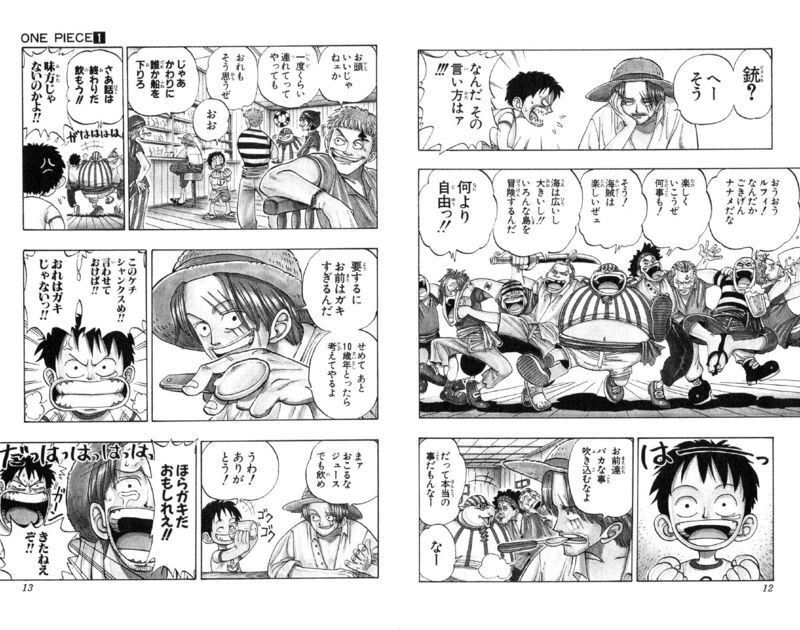 銃?
へー
そう
なんだ その
言い方はァ
!!!
おうおう
ルフィ!
なんだか
ごきげん
ナナメだな
楽しく
いこうぜ
何事も!
そう!
海賊は
楽しいぜェ
海は広いし
大きいし!!
いろんな島を
冒険するんだ
何より
自由っ!!
はーっ
お前達
バカな事
吹き込むなよ
だって本当の
事だもんなー
なー
12
ONE PIECE 1
お頭
いいじゃ
ねェか
一度くらい
連れてって
やっても
おれも
そう思うぜ
おお
じゃあ
かわりに
誰か船を
下りろ
さあ話は
終わりだ
飲もう!!
味方じゃ
ないのかよ!!
がはははは
要するに
お前はガキ
すぎるんだ
せめて あと
10歳年とったら
考えてやるよ
このケチ
シャンクスめ!!
言わせて
おけば!!
おれはガキ
じゃないっ!!
まァ
おこるな
ジュース
でも飲め
うわ!
ありが
とう!
ゴクゴク
ほらガキだ
おもしれえ!!
だっはっはっはっはっ
きたねえ
ぞ!!
13